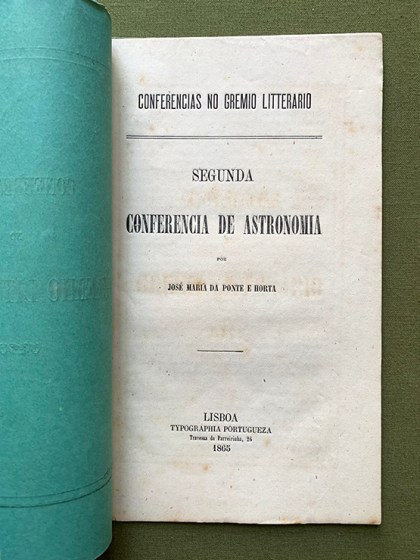 CONFERENCIAS NO GREMIO LITTERARIO
SEGUNDA
CONFERENCIA DE ASTRONOMIA
POR
JOSÉ MARIA DA PONTE E HORTA
LISBOA
TYPOGRAPHIA PORTUGUEZA
Travessa da Parreirinha, 24
1865